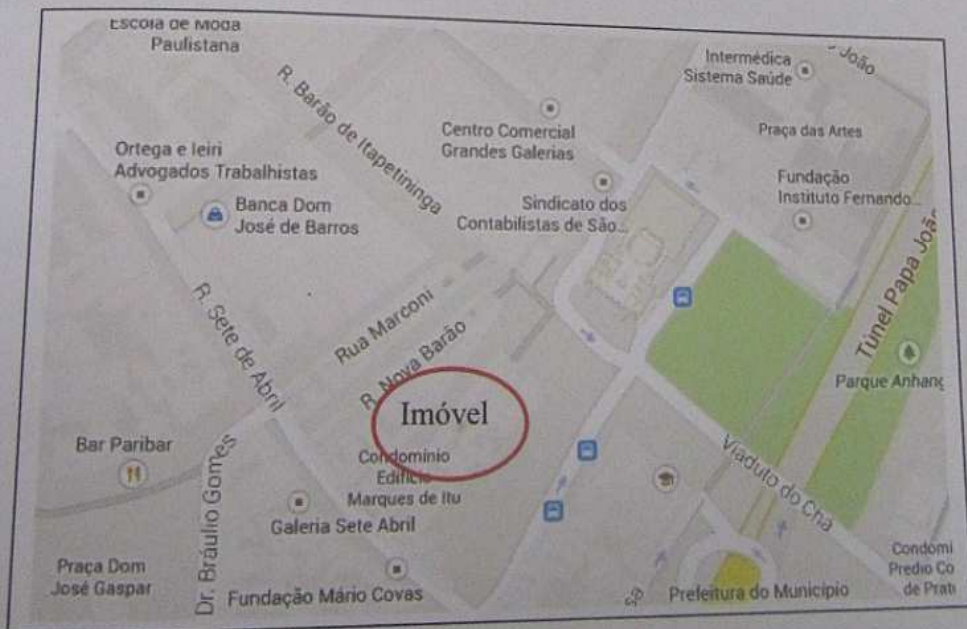 Escola de Moda
Paulistana
R. Barão de Itapetininga
Intermédica
Sistema Saúde
João
Centro Comercial
Grandes Galerias
Praça das Artes
Ortega e Ieiri
Advogados Trabalhistas
Fundação
Instituto Fernando...
Banca Dom
José de Barros
Sindicato dos
Contabilistas de São...
Túnel Papa João
R. Sete de Abril
Rua Marconi
R. Nova Barão
Parque Anhang
Imóvel
Bar Paribar
Condomínio
Edifício
Marques de Itu
Viaduto do Chá
Dr. Bráulio Gomes
Galeria Sete Abril
Praça Dom
José Gaspar
Fundação Mário Covas
Prefeitura do Município
Condomi
Predio Co
de Prati